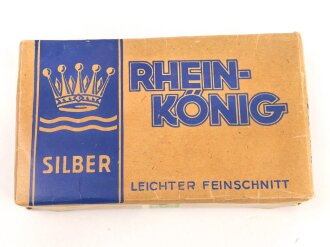 RHEIN-
KÖNIG
SILBER
LEICHTER FEINSCHNITT